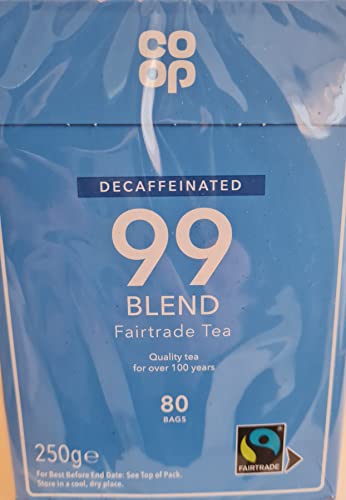 CO
OP
DECAFFEINATED
99
BLEND
Fairtrade Tea
Quality tea
for over 100 years
80
BAGS
250g℮
FAIRTRADE
For Best Before End Date: See Top of Pack.
Store in a cool, dry place.